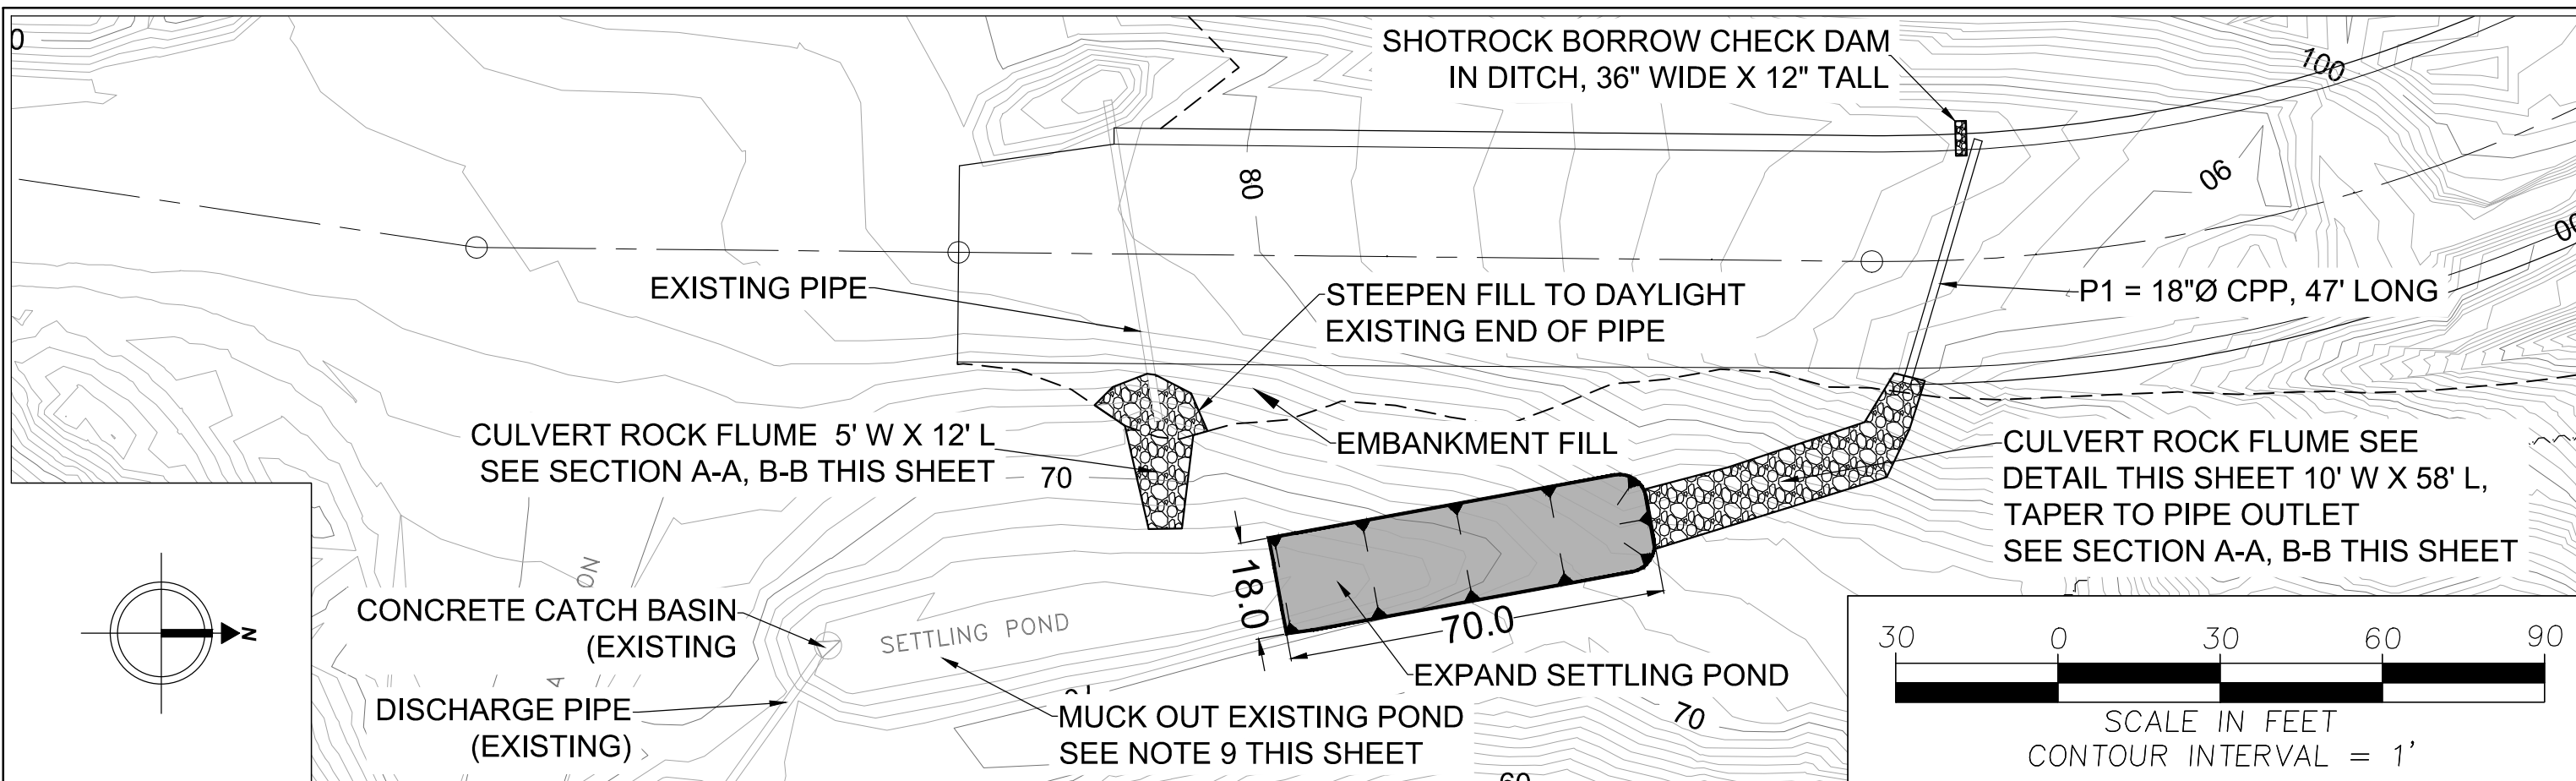 0
SHOTROCK BORROW CHECK DAM
IN DITCH, 36" WIDE X 12" TALL
100
80
90
EXISTING PIPE
STEEPEN FILL TO DAYLIGHT
EXISTING END OF PIPE
P1 = 18"Ø CPP, 47' LONG
CULVERT ROCK FLUME 5' W X 12' L
SEE SECTION A-A, B-B THIS SHEET
70
EMBANKMENT FILL
CULVERT ROCK FLUME SEE
DETAIL THIS SHEET 10' W X 58' L,
TAPER TO PIPE OUTLET
SEE SECTION A-A, B-B THIS SHEET
N
18.0
70.0
CONCRETE CATCH BASIN
(EXISTING
SETTLING POND
EXPAND SETTLING POND
DISCHARGE PIPE
(EXISTING)
MUCK OUT EXISTING POND
SEE NOTE 9 THIS SHEET
70
60
30 0 30 60 90
SCALE IN FEET
CONTOUR INTERVAL = 1'